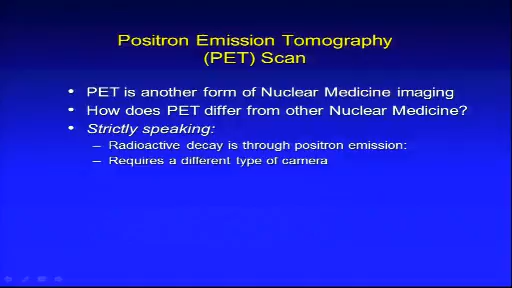 Positron Emission Tomography
(PET) Scan
• PET is another form of Nuclear Medicine imaging
• How does PET differ from other Nuclear Medicine?
• Strictly speaking:
– Radioactive decay is through positron emission:
– Requires a different type of camera